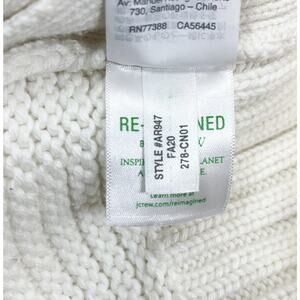 730, Santiago - Chile
RN77388 CA56445
RE- NED
INSPI LANET
A
STYLE #AR947
FA20
278-CN01
Learn more at
jcrew.com/reimagined